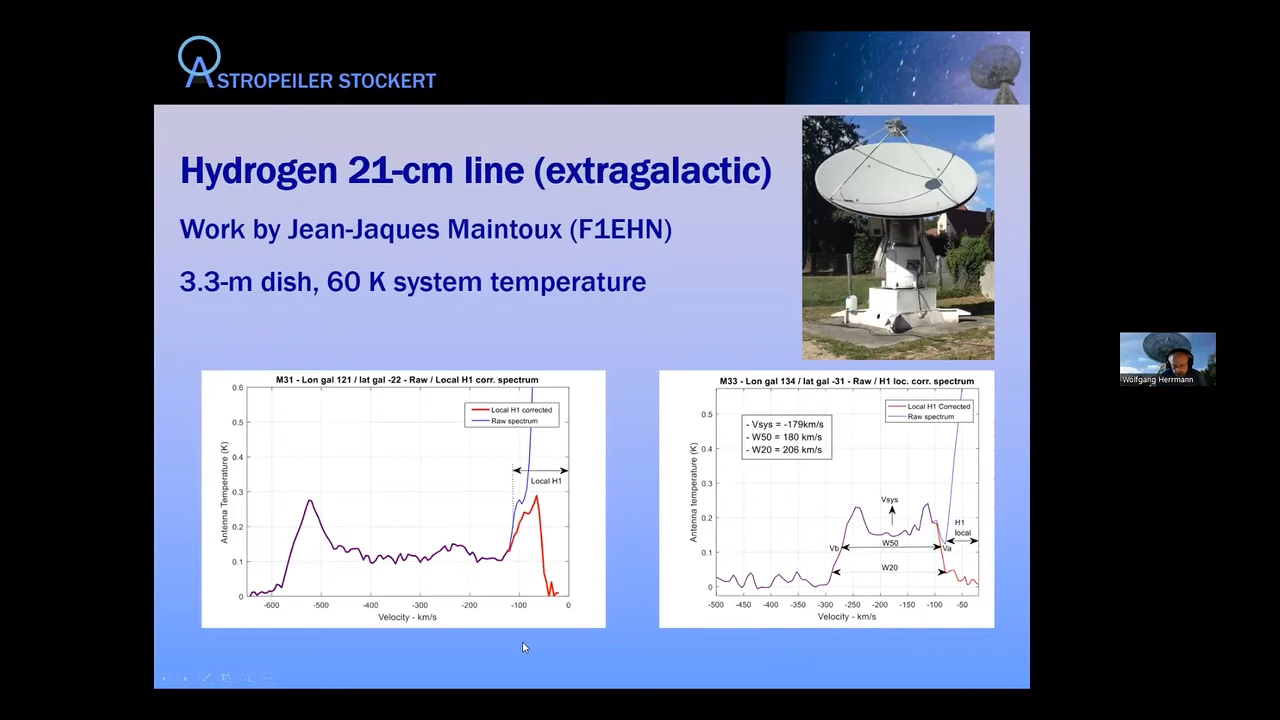 ASTROPEILER STOCKERT
Hydrogen 21-cm line (extragalactic)
Work by Jean-Jaques Maintoux (F1EHN)
3.3-m dish, 60 K system temperature
M31 - Lon gal 121 / lat gal -22 - Raw / Local H1 corr. spectrum
0.6
0.5
0.4
0.3
0.2
0.1
0
Antenna Temperature (K)
Local H1 corrected
Raw spectrum
Local H1
-600 -500 -400 -300 -200 -100 0
Velocity - km/s
M33 - Lon gal 134 / lat gal -31 - Raw / H1 loc. corr. spectrum
0.5
0.4
0.3
0.2
0.1
0
Antenna temperature (K)
- Vsys = -179km/s
- W50 = 180 km/s
- W20 = 206 km/s
Local H1 Corrected
Raw spectrum
Vsys
H1
local
Vb W50 Va
W20
-500 -450 -400 -350 -300 -250 -200 -150 -100 -50
Velocity - km/s
Wolfgang Herrmann